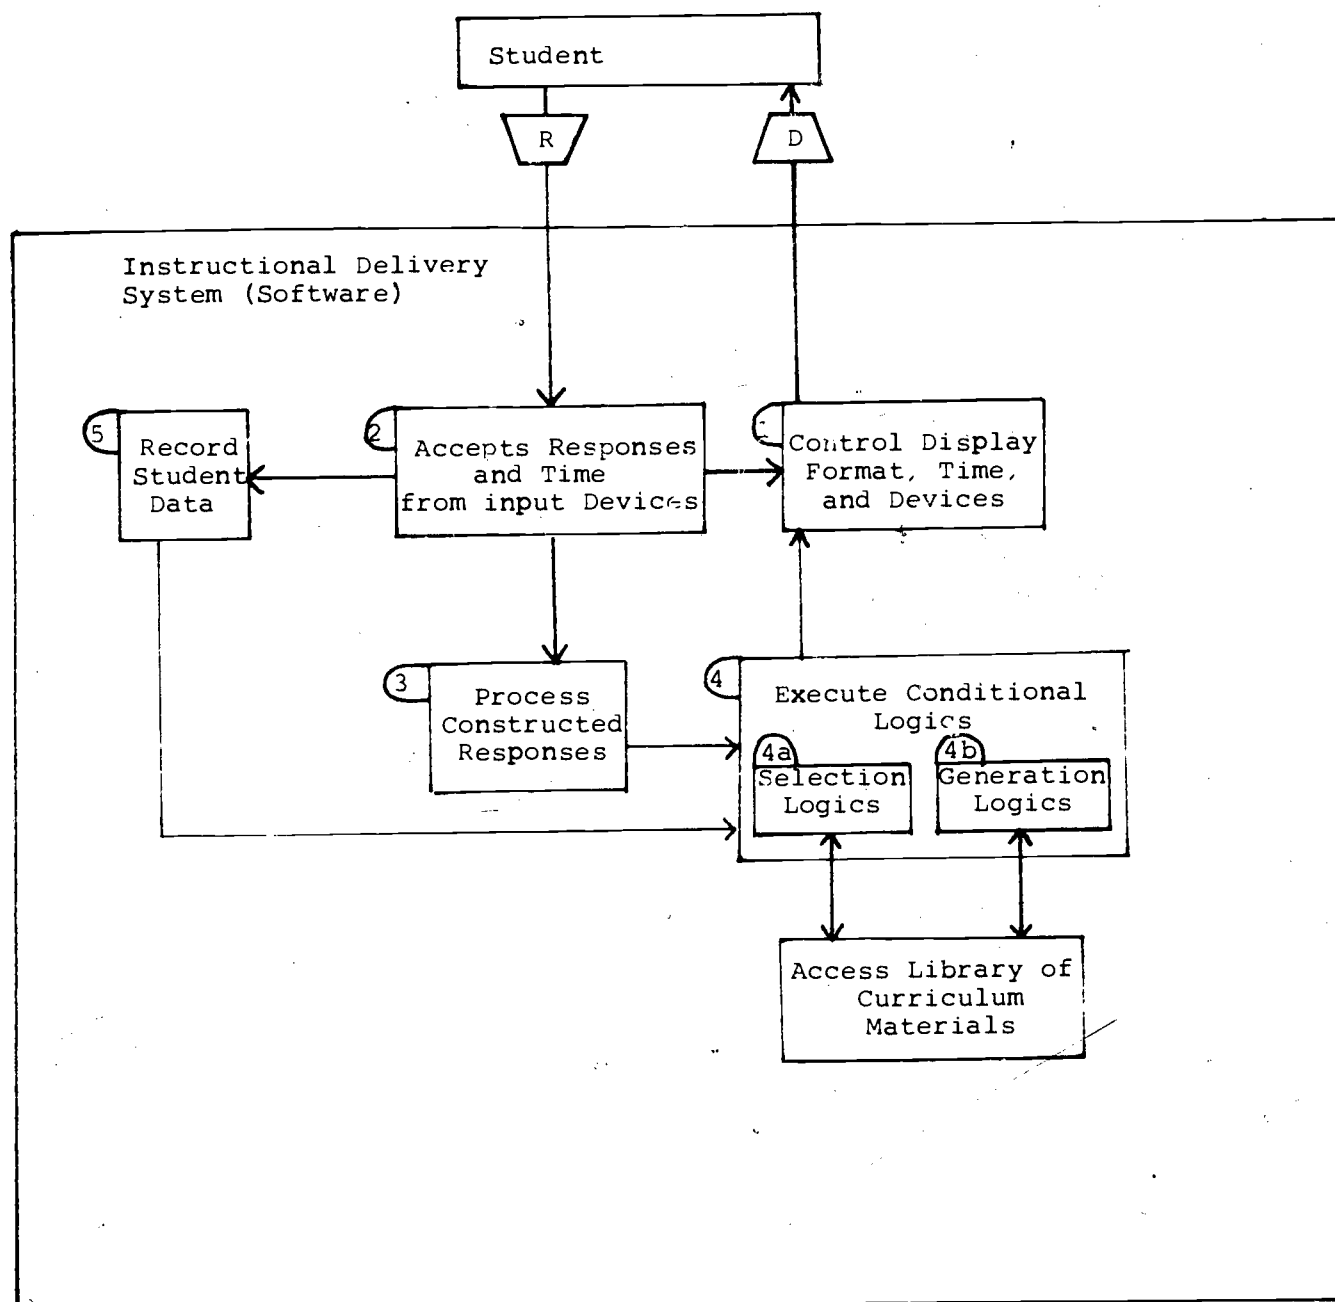 Student
R
D
Instructional Delivery
System (Software)
5
Record
Student
Data
2
Accepts Responses
and Time
from input Devices
Control Display
Format, Time,
and Devices
3
Process
Constructed
Responses
4
Execute Conditional
Logics
4a
Selection
Logics
4b
Generation
Logics
Access Library of
Curriculum
Materials